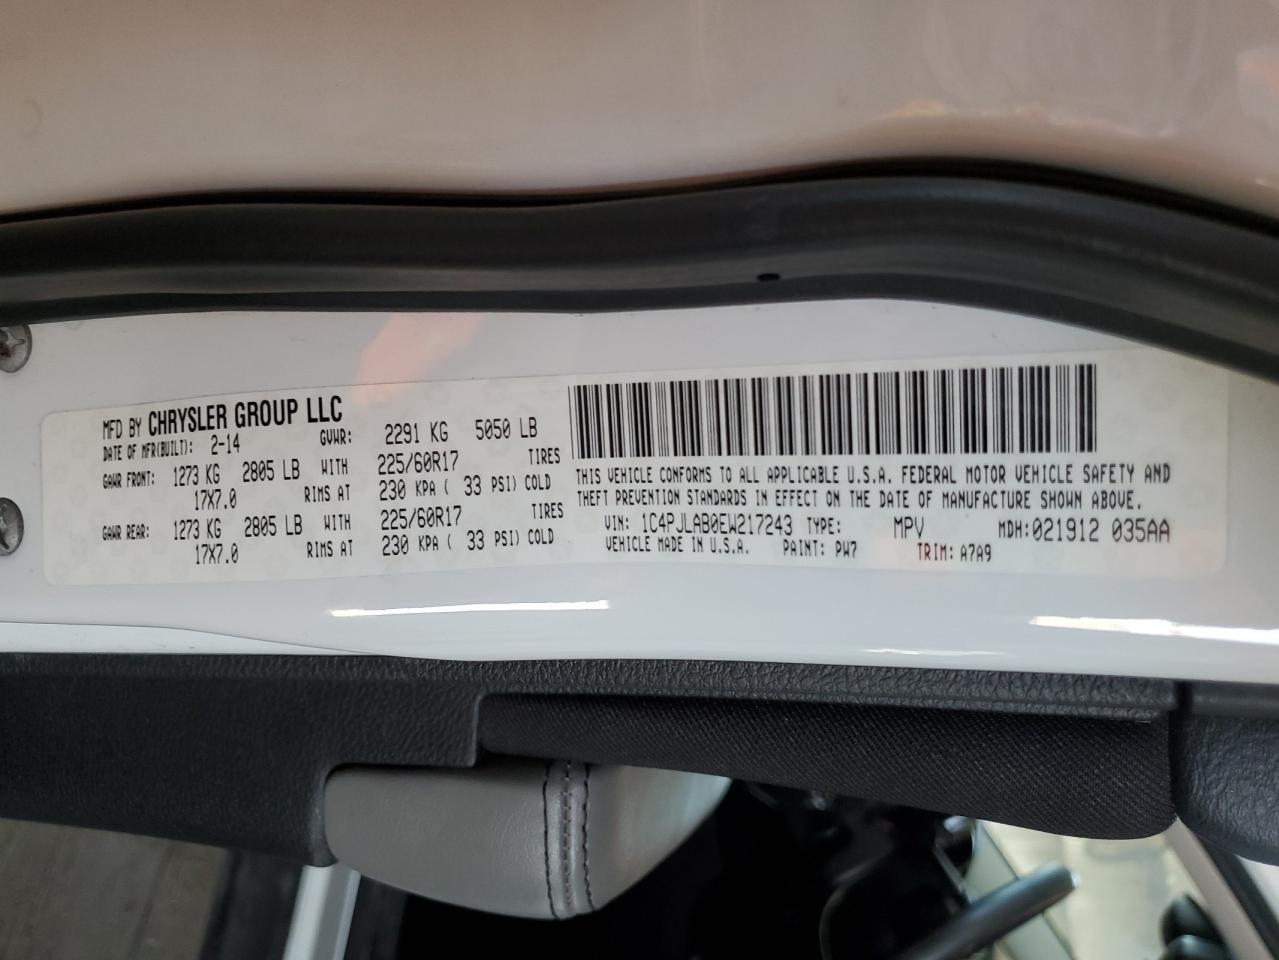 MFD BY CHRYSLER GROUP LLC
DATE OF MFR(BUILT): 2-14 GVWR: 2291 KG 5050 LB
GAWR FRONT: 1273 KG 2805 LB WITH 225/60R17 TIRES
17X7.0 RIMS AT 230 KPA ( 33 PSI) COLD
GAWR REAR: 1273 KG 2805 LB WITH 225/60R17 TIRES
17X7.0 RIMS AT 230 KPA ( 33 PSI) COLD
THIS VEHICLE CONFORMS TO ALL APPLICABLE U.S.A. FEDERAL MOTOR VEHICLE SAFETY AND
THEFT PREVENTION STANDARDS IN EFFECT ON THE DATE OF MANUFACTURE SHOWN ABOVE.
VIN: 1C4PJLAB0EW217243 TYPE: MPV MDH:021912 035AA
VEHICLE MADE IN U.S.A. PAINT: PW7 TRIM: A7A9